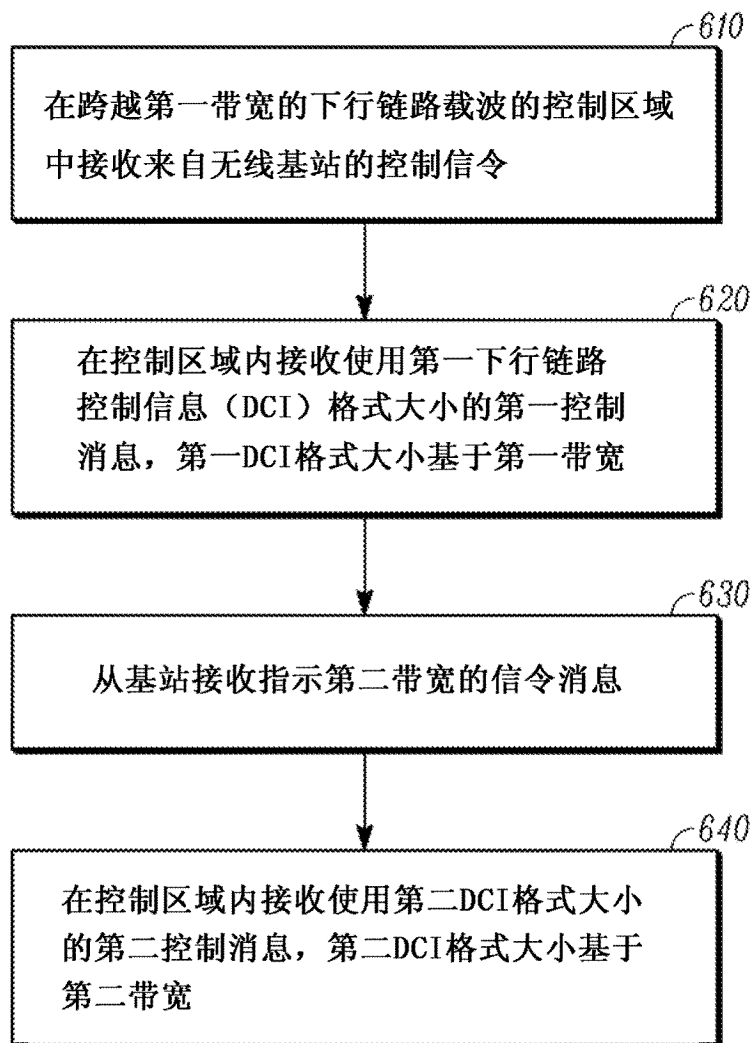 610
在跨越第一带宽的下行链路载波的控制区域
中接收来自无线基站的控制信令
620
在控制区域内接收使用第一下行链路
控制信息（DCI）格式大小的第一控制
消息，第一DCI格式大小基于第一带宽
630
从基站接收指示第二带宽的信令消息
640
在控制区域内接收使用第二DCI格式大小
的第二控制消息，第二DCI格式大小基于
第二带宽